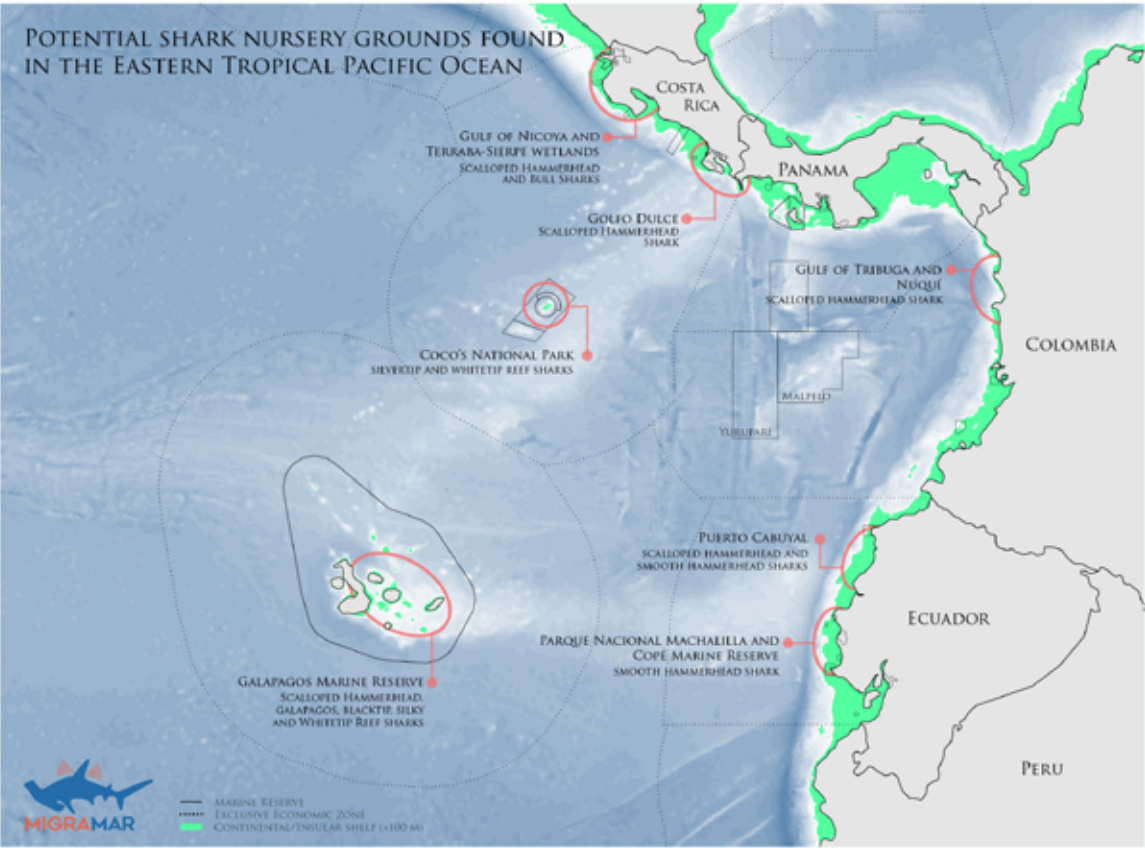 Potential shark nursery grounds found
in the Eastern Tropical Pacific Ocean
Costa
Rica
Gulf of Nicoya and
Terraba-Sierpe wetlands
Scalloped Hammerhead
and Bull Sharks
Panama
Golfo Dulce
Scalloped Hammerhead
Shark
Gulf of Tribuga and
Nuquí
scalloped hammerhead shark
Coco's National Park
silvertip and whitetip reef sharks
Colombia
Malpelo
Yurupari
Puerto Cabuyal
scalloped hammerhead and
smooth hammerhead sharks
Ecuador
Parque Nacional Machalilla and
Copé Marine Reserve
smooth hammerhead shark
Galapagos Marine Reserve
Scalloped Hammerhead,
galapagos, blacktip, silky
and Whitetip Reef sharks
Peru
MIGRAMAR
Marine Reserve
Exclusive Economic Zone
Continental/Insular shelf (<100 m)